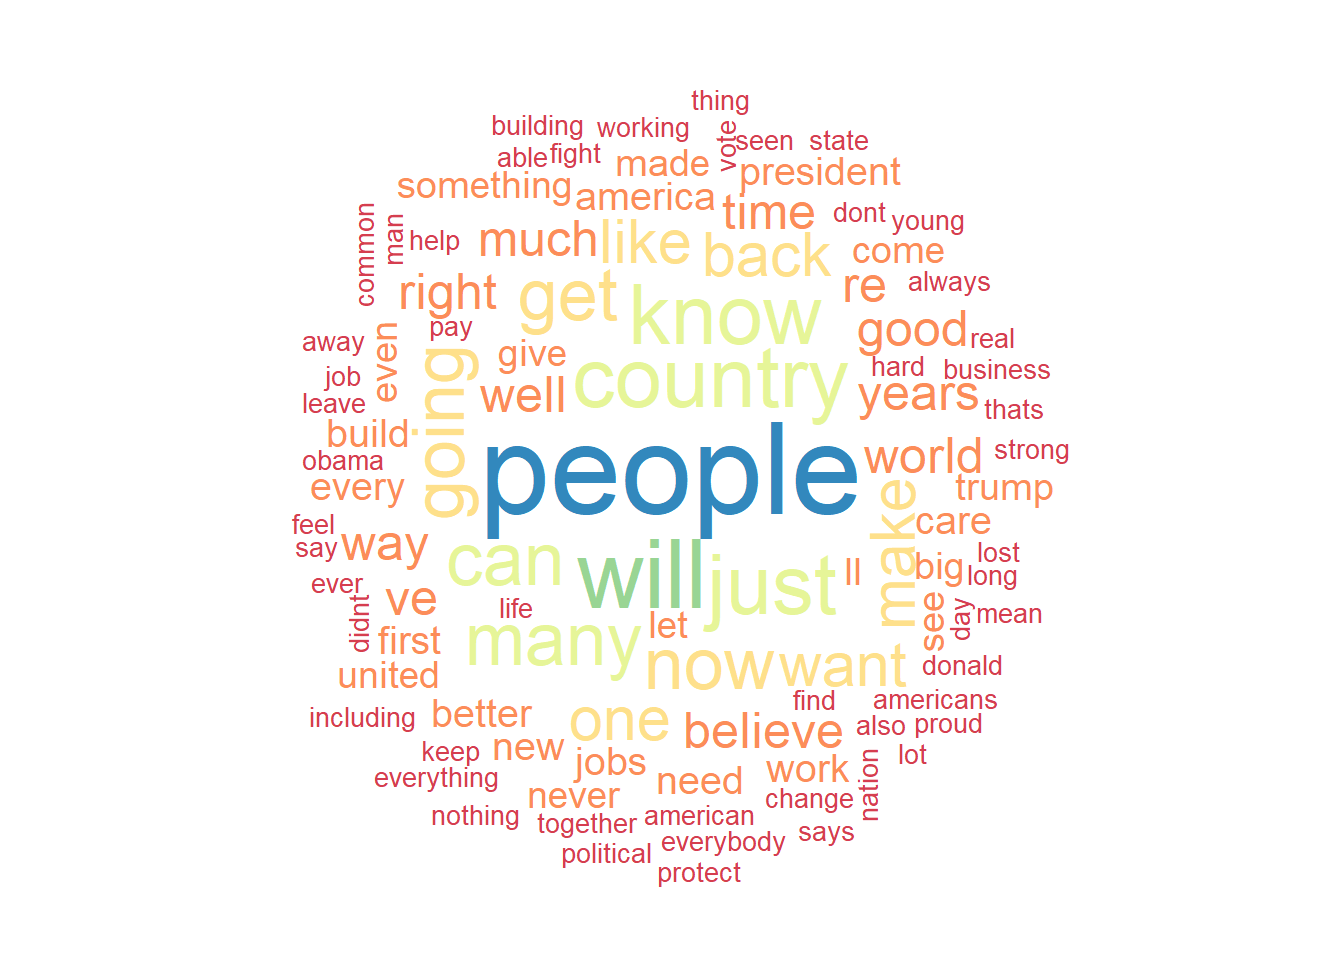 thing
building working vote seen state
able fight made president
something america time dont young
common man help much like back come
right get know re always
away pay give country good real
job even going well hard business
leave years thats
build people world strong
obama
every make trump
feel care
say way can will just ll big lost
ever ve life long
didnt first many let see day mean
united now want donald
including better one believe find americans
keep new also proud
everything jobs need work lot
never change nation
nothing together american
political everybody says
protect